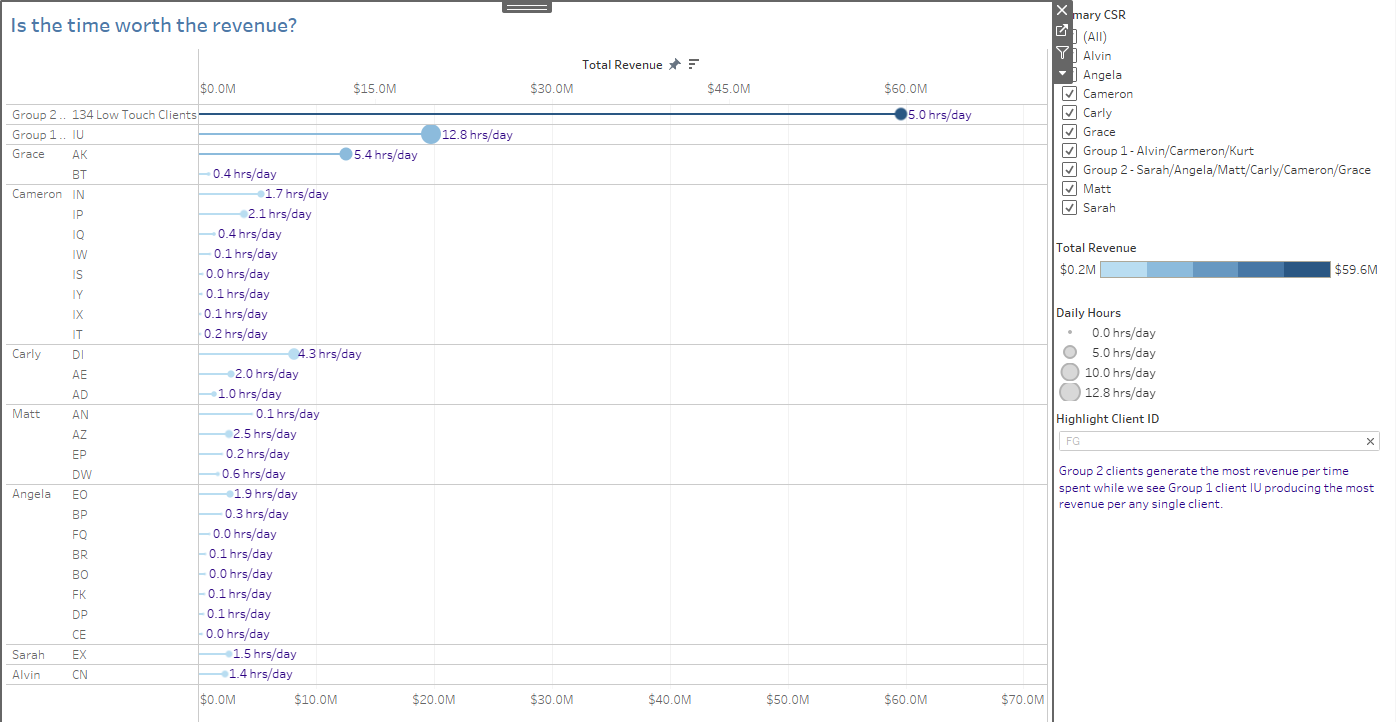 Is the time worth the revenue?
Total Revenue
$0.0M $15.0M $30.0M $45.0M $60.0M
Group 2 .. 134 Low Touch Clients 5.0 hrs/day
Group 1 .. IU 12.8 hrs/day
Grace AK 5.4 hrs/day
BT 0.4 hrs/day
Cameron IN 1.7 hrs/day
IP 2.1 hrs/day
IQ 0.4 hrs/day
IW 0.1 hrs/day
IS 0.0 hrs/day
IY 0.1 hrs/day
IX 0.1 hrs/day
IT 0.2 hrs/day
Carly DI 4.3 hrs/day
AE 2.0 hrs/day
AD 1.0 hrs/day
Matt AN 0.1 hrs/day
AZ 2.5 hrs/day
EP 0.2 hrs/day
DW 0.6 hrs/day
Angela EO 1.9 hrs/day
BP 0.3 hrs/day
FQ 0.0 hrs/day
BR 0.1 hrs/day
BO 0.0 hrs/day
FK 0.1 hrs/day
DP 0.1 hrs/day
CE 0.0 hrs/day
Sarah EX 1.5 hrs/day
Alvin CN 1.4 hrs/day
$0.0M $10.0M $20.0M $30.0M $40.0M $50.0M $60.0M $70.0M
mary CSR
(All)
Alvin
Angela
Cameron
Carly
Grace
Group 1 - Alvin/Carmeron/Kurt
Group 2 - Sarah/Angela/Matt/Carly/Cameron/Grace
Matt
Sarah
Total Revenue
$0.2M $59.6M
Daily Hours
0.0 hrs/day
5.0 hrs/day
10.0 hrs/day
12.8 hrs/day
Highlight Client ID
FG
Group 2 clients generate the most revenue per time
spent while we see Group 1 client IU producing the most
revenue per any single client.